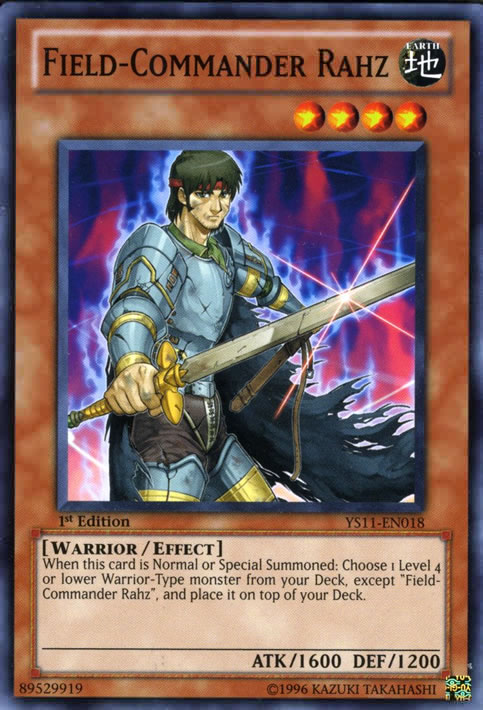 FIELD-COMMANDER RAHZ
EARTH
地
1st Edition
YS11-EN018
[WARRIOR / EFFECT]
When this card is Normal or Special Summoned: Choose 1 Level 4
or lower Warrior-Type monster from your Deck, except "Field-
Commander Rahz", and place it on top of your Deck.
ATK/1600 DEF/1200
89529919
©1996 KAZUKI TAKAHASHI